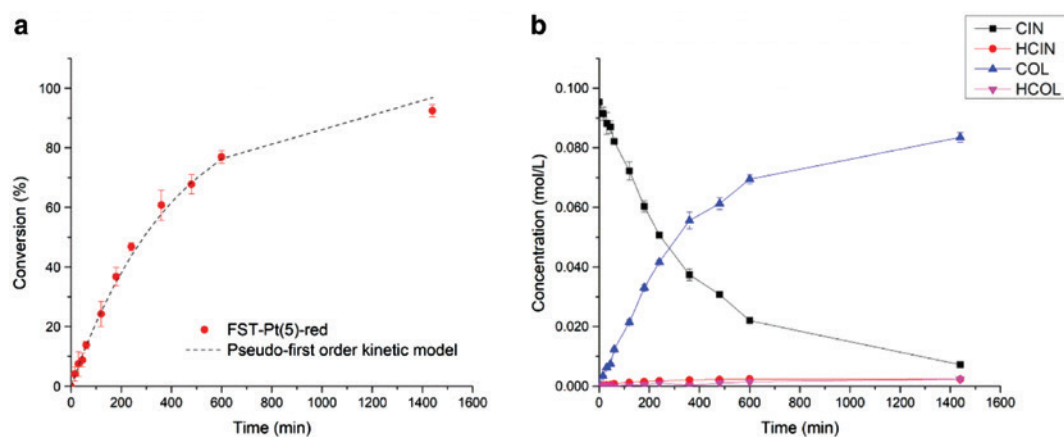 a
100
80
60
40
20
0
Conversion (%)
FST-Pt(5)-red
Pseudo-first order kinetic model
0 200 400 600 800 1000 1200 1400 1600
Time (min)
b
CIN
HCIN
COL
HCOL
0.100
0.080
0.060
0.040
0.020
0.000
Concentration (mol/L)
0 200 400 600 800 1000 1200 1400 1600
Time (min)